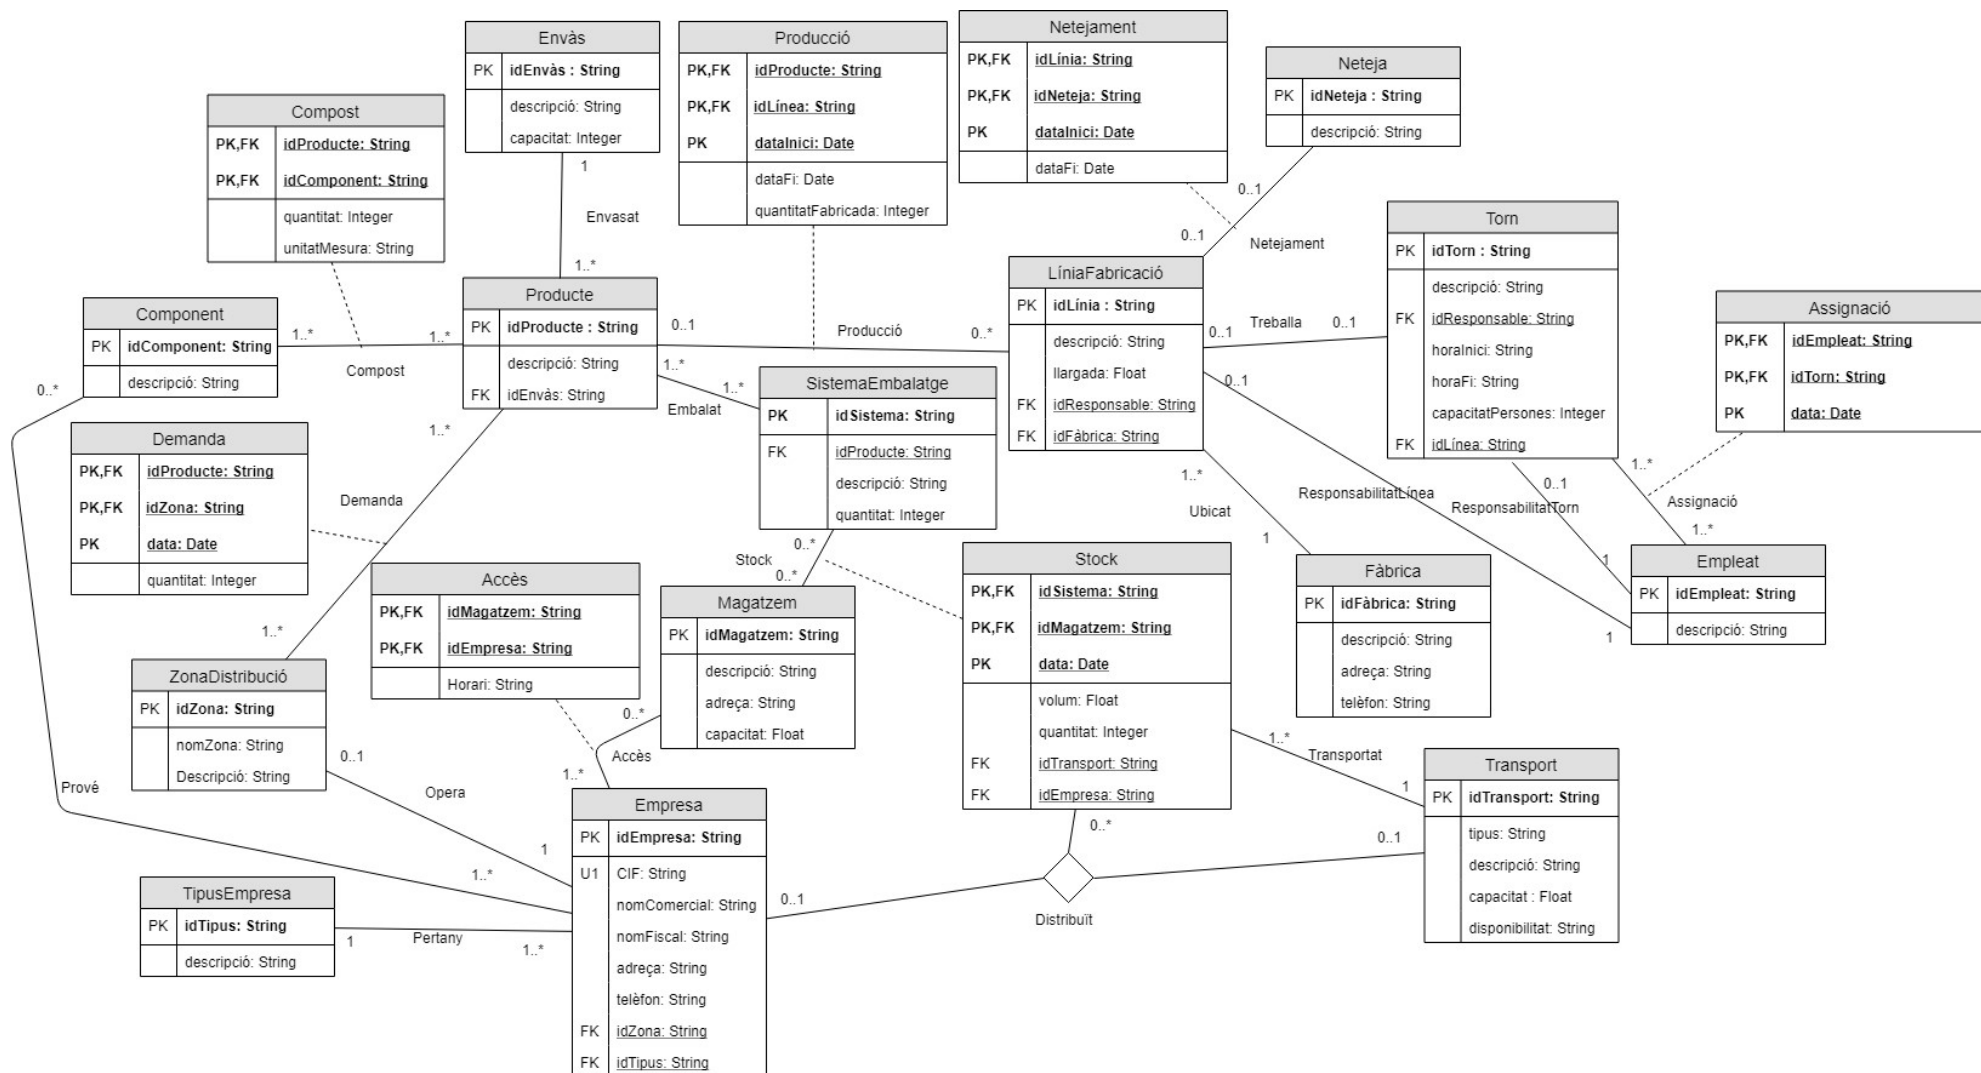 Envàs
PK idEnvàs : String
descripció: String
capacitat: Integer
Producció
PK,FK idProducte: String
PK,FK idLínea: String
PK dataInici: Date
dataFi: Date
quantitatFabricada: Integer
Netejament
PK,FK idLínia: String
PK,FK idNeteja: String
PK dataInici: Date
dataFi: Date
Neteja
PK idNeteja : String
descripció: String
Compost
PK,FK idProducte: String
PK,FK idComponent: String
quantitat: Integer
unitatMesura: String
1
Envasat
1..*
0..1
0..1
Netejament
Torn
PK idTorn : String
descripció: String
FK idResponsable: String
horaInici: String
horaFi: String
capacitatPersones: Integer
FK idLínea: String
Component
PK idComponent: String
descripció: String
1..*
Compost
1..*
Producte
PK idProducte : String
descripció: String
FK idEnvàs: String
0..1
Producció
0..*
LíniaFabricació
PK idLínia : String
descripció: String
llargada: Float
FK idResponsable: String
FK idFàbrica: String
0..1
Treballa
0..1
Assignació
PK,FK idEmpleat: String
PK,FK idTorn: String
PK data: Date
0..*
1..*
Embalat
1..*
SistemaEmbalatge
PK idSistema: String
FK idProducte: String
descripció: String
quantitat: Integer
0..1
Demanda
PK,FK idProducte: String
PK,FK idZona: String
PK data: Date
quantitat: Integer
1..*
Demanda
1..*
1..*
Ubicat
1
ResponsabilitatLínea
0..1
ResponsabilitatTorn
1
1
1..*
Assignació
1..*
Accès
PK,FK idMagatzem: String
PK,FK idEmpresa: String
Horari: String
0..*
Stock
0..*
Magatzem
PK idMagatzem: String
descripció: String
adreça: String
capacitat: Float
Stock
PK,FK idSistema: String
PK,FK idMagatzem: String
PK data: Date
volum: Float
quantitat: Integer
FK idTransport: String
FK idEmpresa: String
Fàbrica
PK idFàbrica: String
descripció: String
adreça: String
telèfon: String
Empleat
PK idEmpleat: String
descripció: String
ZonaDistribució
PK idZona: String
nomZona: String
Descripció: String
0..*
Accès
1..*
1..*
Transportat
1
Transport
PK idTransport: String
tipus: String
descripció: String
capacitat : Float
disponibilitat: String
Prové
1..*
0..1
Opera
1
Empresa
PK idEmpresa: String
U1 CIF: String
nomComercial: String
nomFiscal: String
adreça: String
telèfon: String
FK idZona: String
FK idTipus: String
0..*
0..1
0..1
Distribuït
TipusEmpresa
PK idTipus: String
descripció: String
1
Pertany
1..*